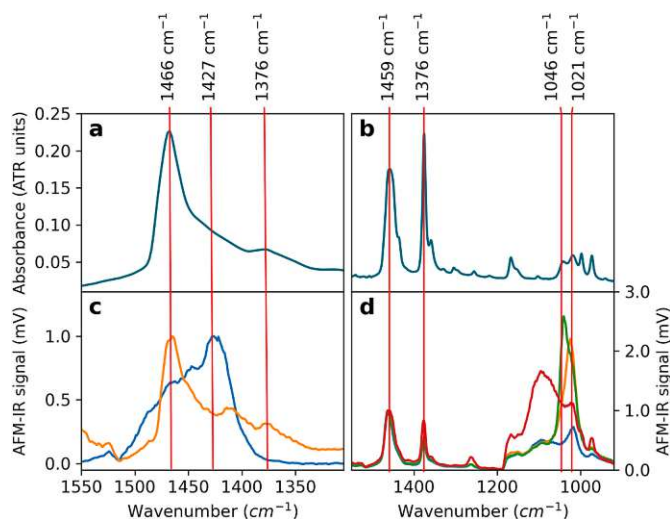 1466 cm⁻¹
1427 cm⁻¹
1376 cm⁻¹
1459 cm⁻¹
1376 cm⁻¹
1046 cm⁻¹
1021 cm⁻¹
a
b
Absorbance (ATR units)
0.25
0.20
0.15
0.10
0.05
c
d
AFM-IR signal (mV)
1.0
0.5
0.0
3.0
2.0
1.0
0.0
AFM-IR signal (mV)
1550 1450 1350
1400 1200 1000
Wavenumber (cm⁻¹)
Wavenumber (cm⁻¹)